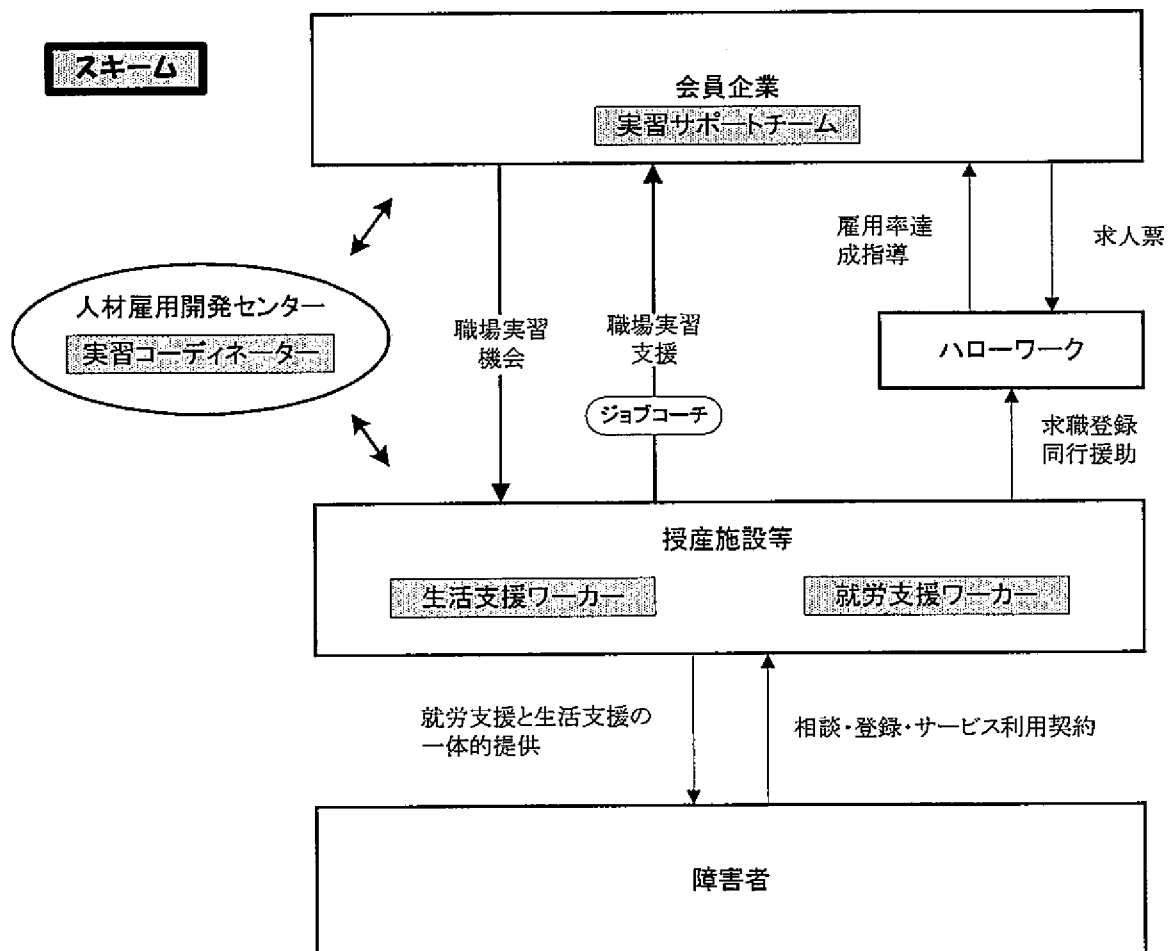 スキーム
会員企業
実習サポートチーム
雇用率達
成指導
求人票
人材雇用開発センター
実習コーディネーター
職場実習
機会
職場実習
支援
ハローワーク
ジョブコーチ
求職登録
同行援助
授産施設等
生活支援ワーカー
就労支援ワーカー
就労支援と生活支援の
一体的提供
相談・登録・サービス利用契約
障害者